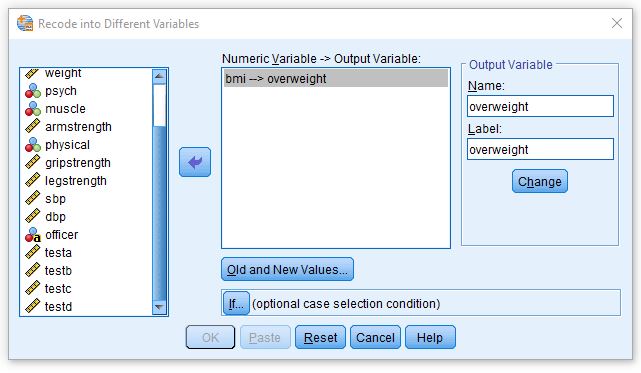 Recode into Different Variables
weight
psych
muscle
armstrength
physical
gripstrength
legstrength
sbp
dbp
officer
testa
testb
testc
testd
Numeric Variable -> Output Variable:
bmi --> overweight
Output Variable
Name:
overweight
Label:
overweight
Change
Old and New Values...
If... (optional case selection condition)
OK Paste Reset Cancel Help